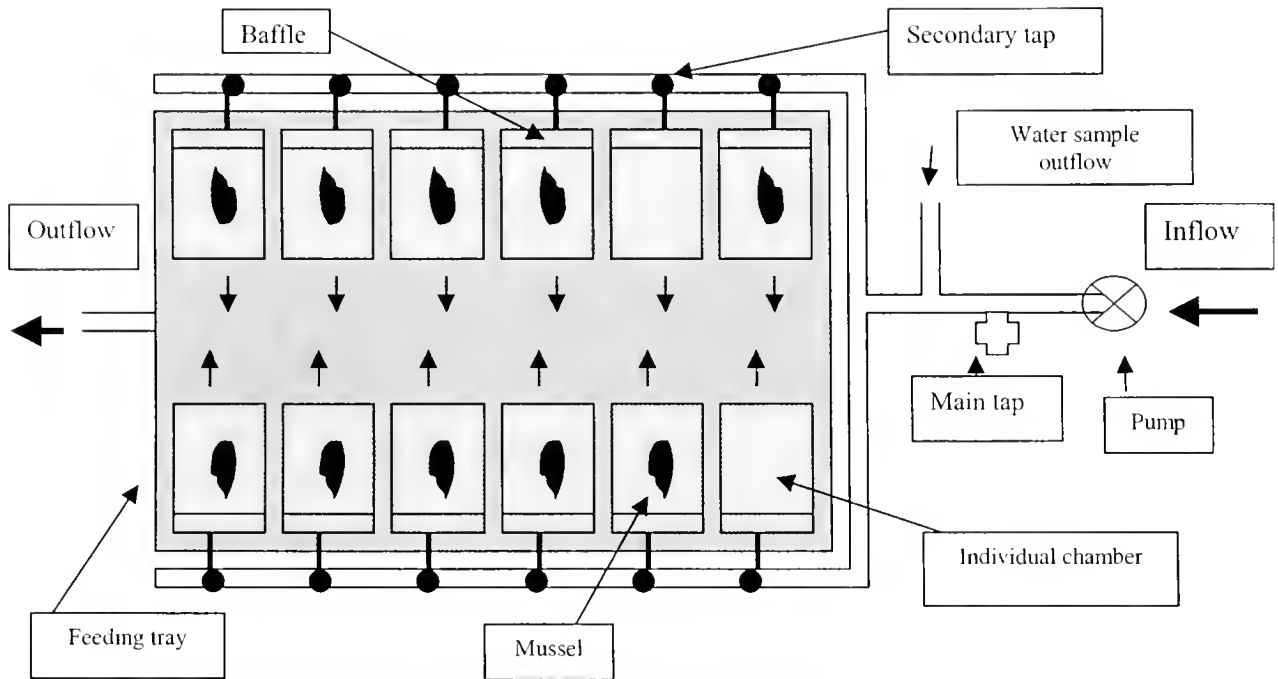 Baffle
Secondary tap
Water sample
outflow
Outflow
Inflow
Main tap
Pump
Individual chamber
Feeding tray
Mussel